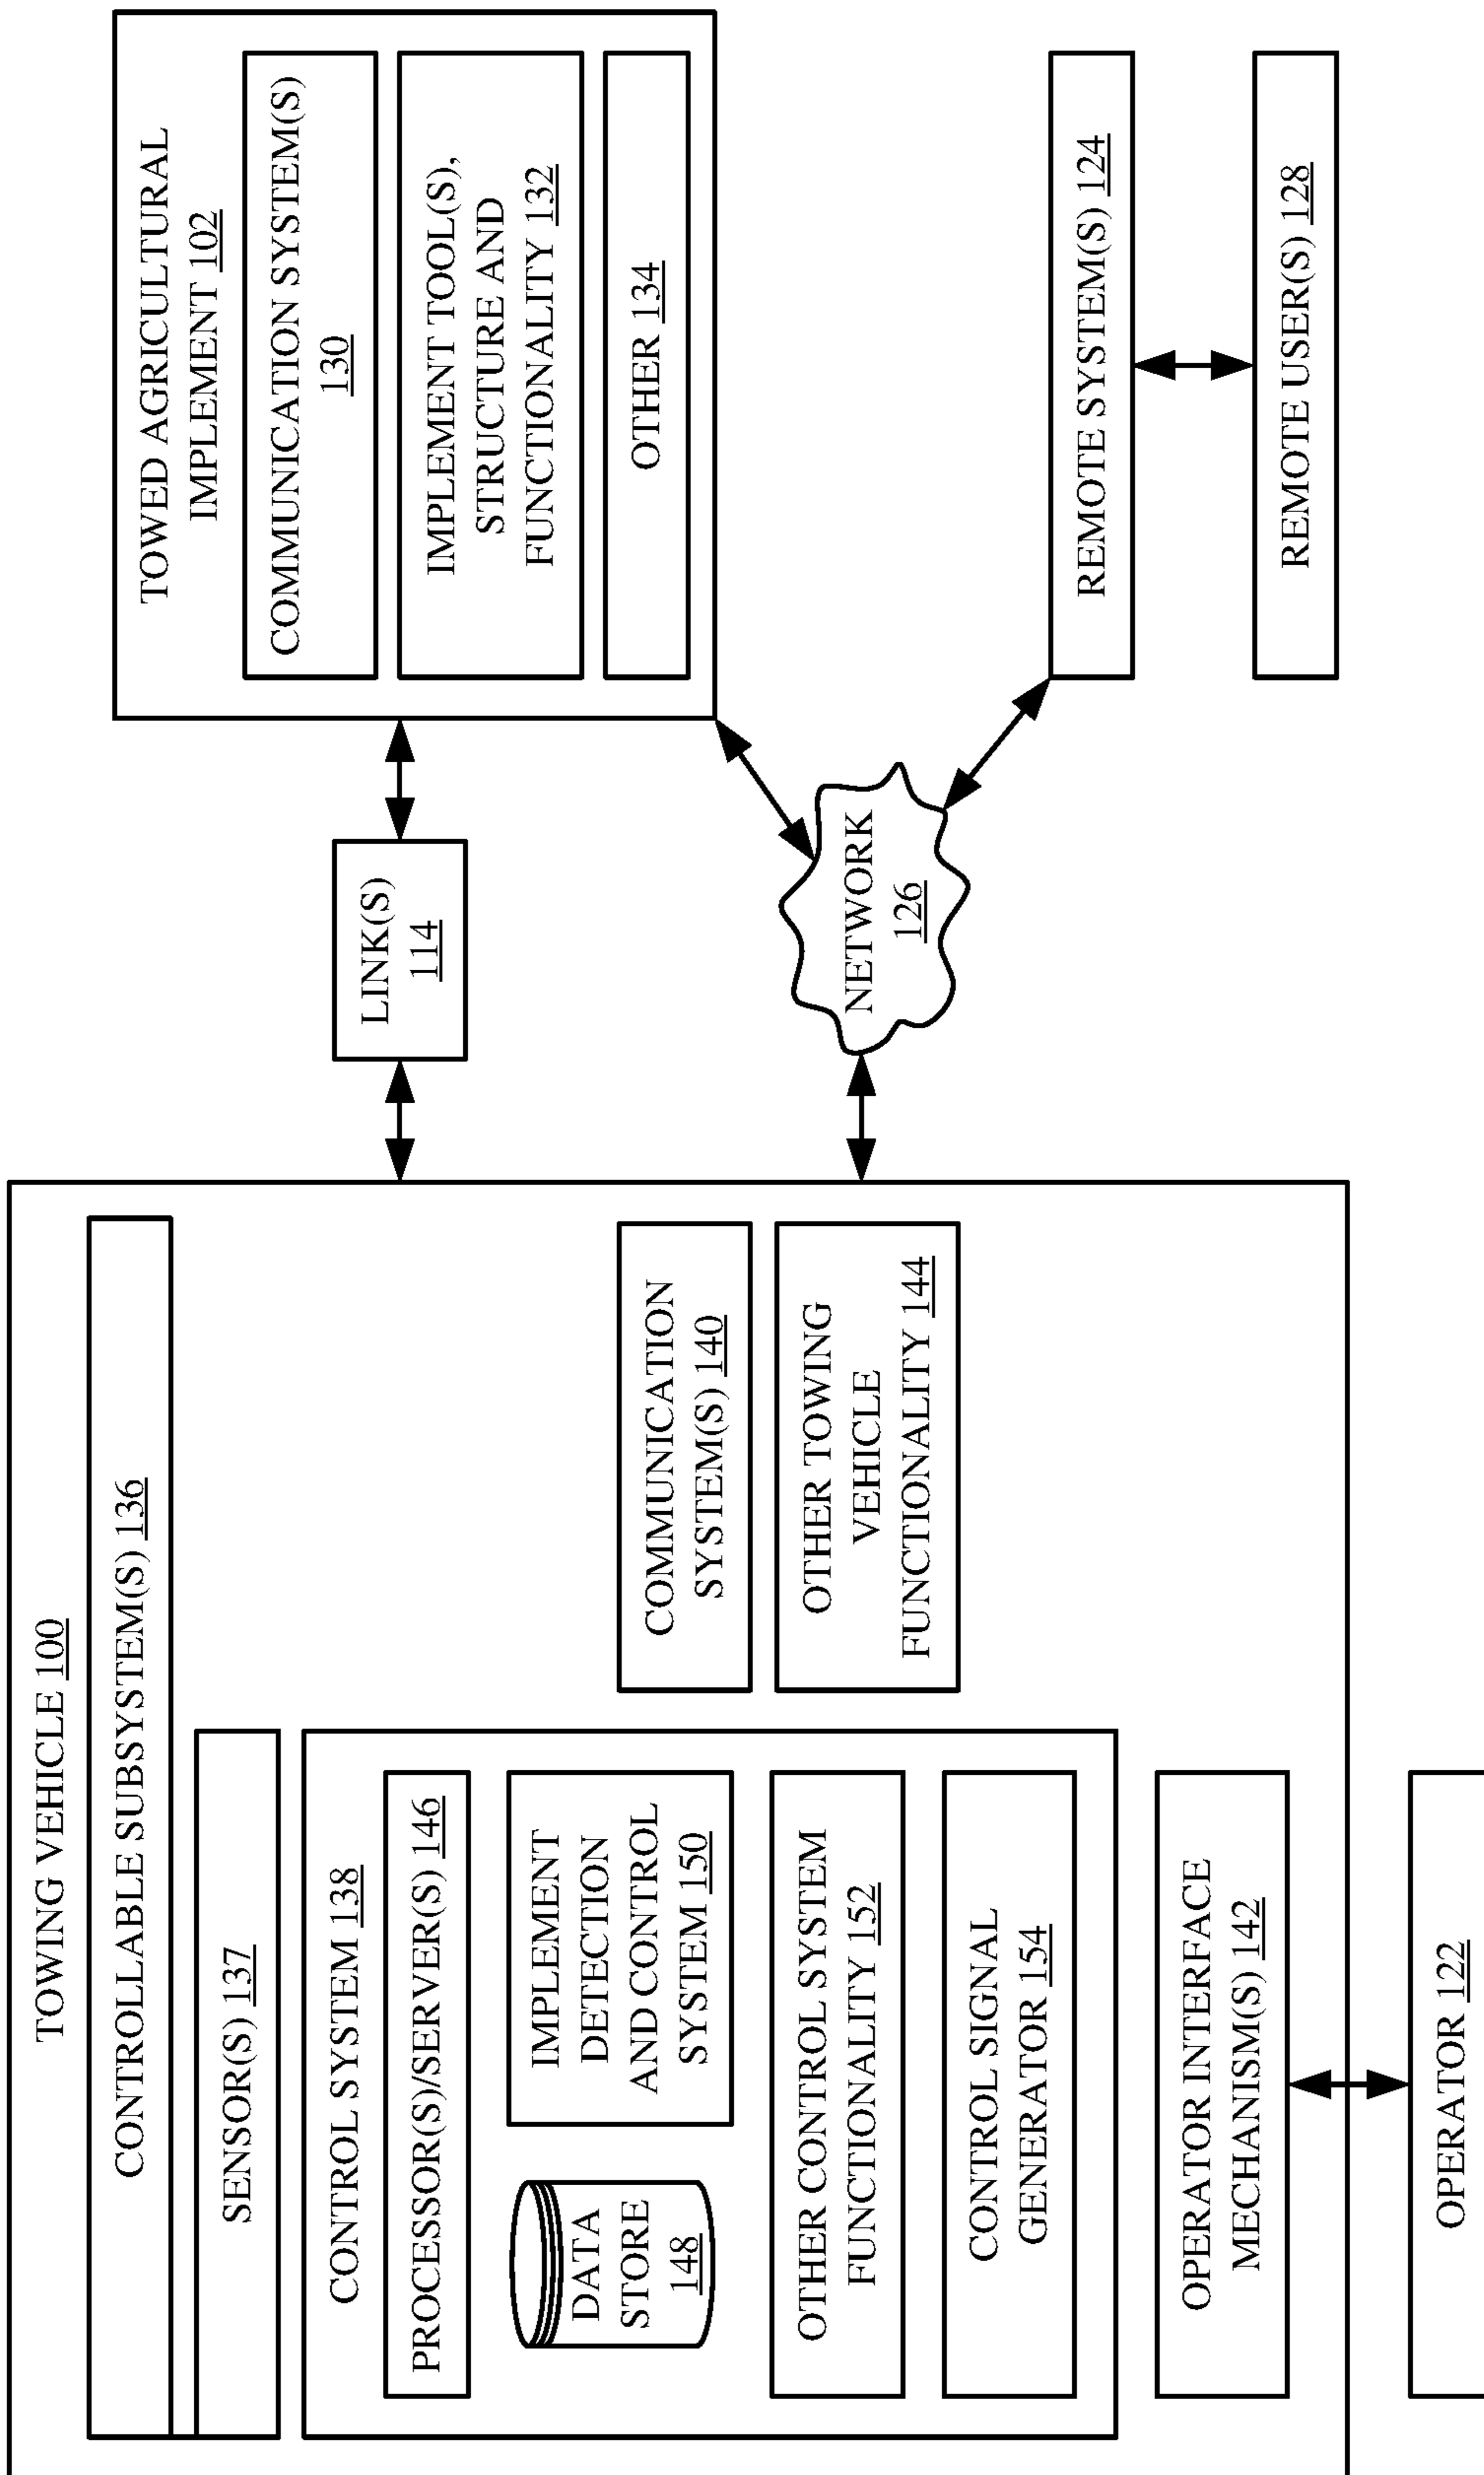 TOWING VEHICLE 100
CONTROLLABLE SUBSYSTEM(S) 136
SENSOR(S) 137
CONTROL SYSTEM 138
PROCESSOR(S)/SERVER(S) 146
DATA
STORE
148
IMPLEMENT
DETECTION
AND CONTROL
SYSTEM 150
OTHER CONTROL SYSTEM
FUNCTIONALITY 152
CONTROL SIGNAL
GENERATOR 154
OPERATOR INTERFACE
MECHANISM(S) 142
OPERATOR 122
COMMUNICATION
SYSTEM(S) 140
OTHER TOWING
VEHICLE
FUNCTIONALITY 144
LINK(S)
114
NETWORK
126
TOWED AGRICULTURAL
IMPLEMENT 102
COMMUNICATION SYSTEM(S)
130
IMPLEMENT TOOL(S),
STRUCTURE AND
FUNCTIONALITY 132
OTHER 134
REMOTE SYSTEM(S) 124
REMOTE USER(S) 128